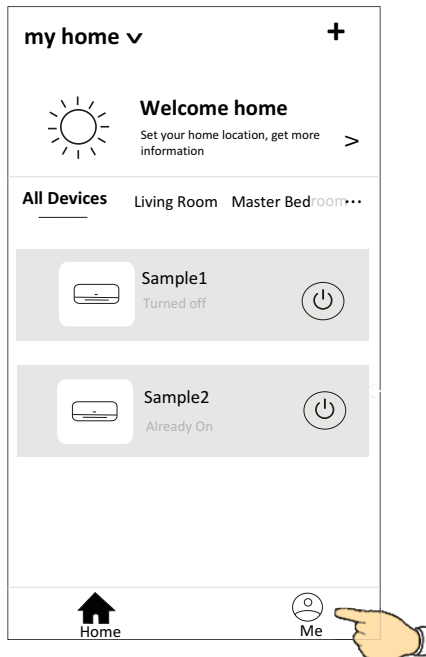 my home v +
Welcome home
Set your home location, get more
information
>
All Devices Living Room Master Bedroom ...
Sample1
Turned off
Sample2
Already On
Home Me